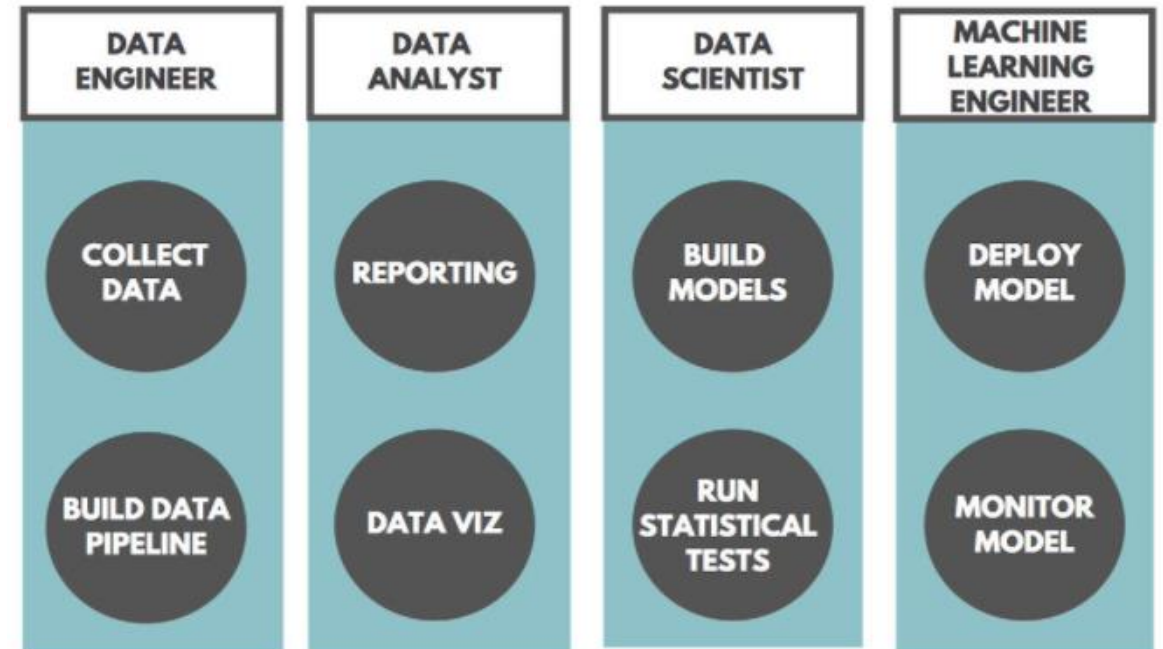 DATA
ENGINEER
COLLECT
DATA
BUILD DATA
PIPELINE
DATA
ANALYST
REPORTING
DATA VIZ
DATA
SCIENTIST
BUILD
MODELS
RUN
STATISTICAL
TESTS
MACHINE
LEARNING
ENGINEER
DEPLOY
MODEL
MONITOR
MODEL